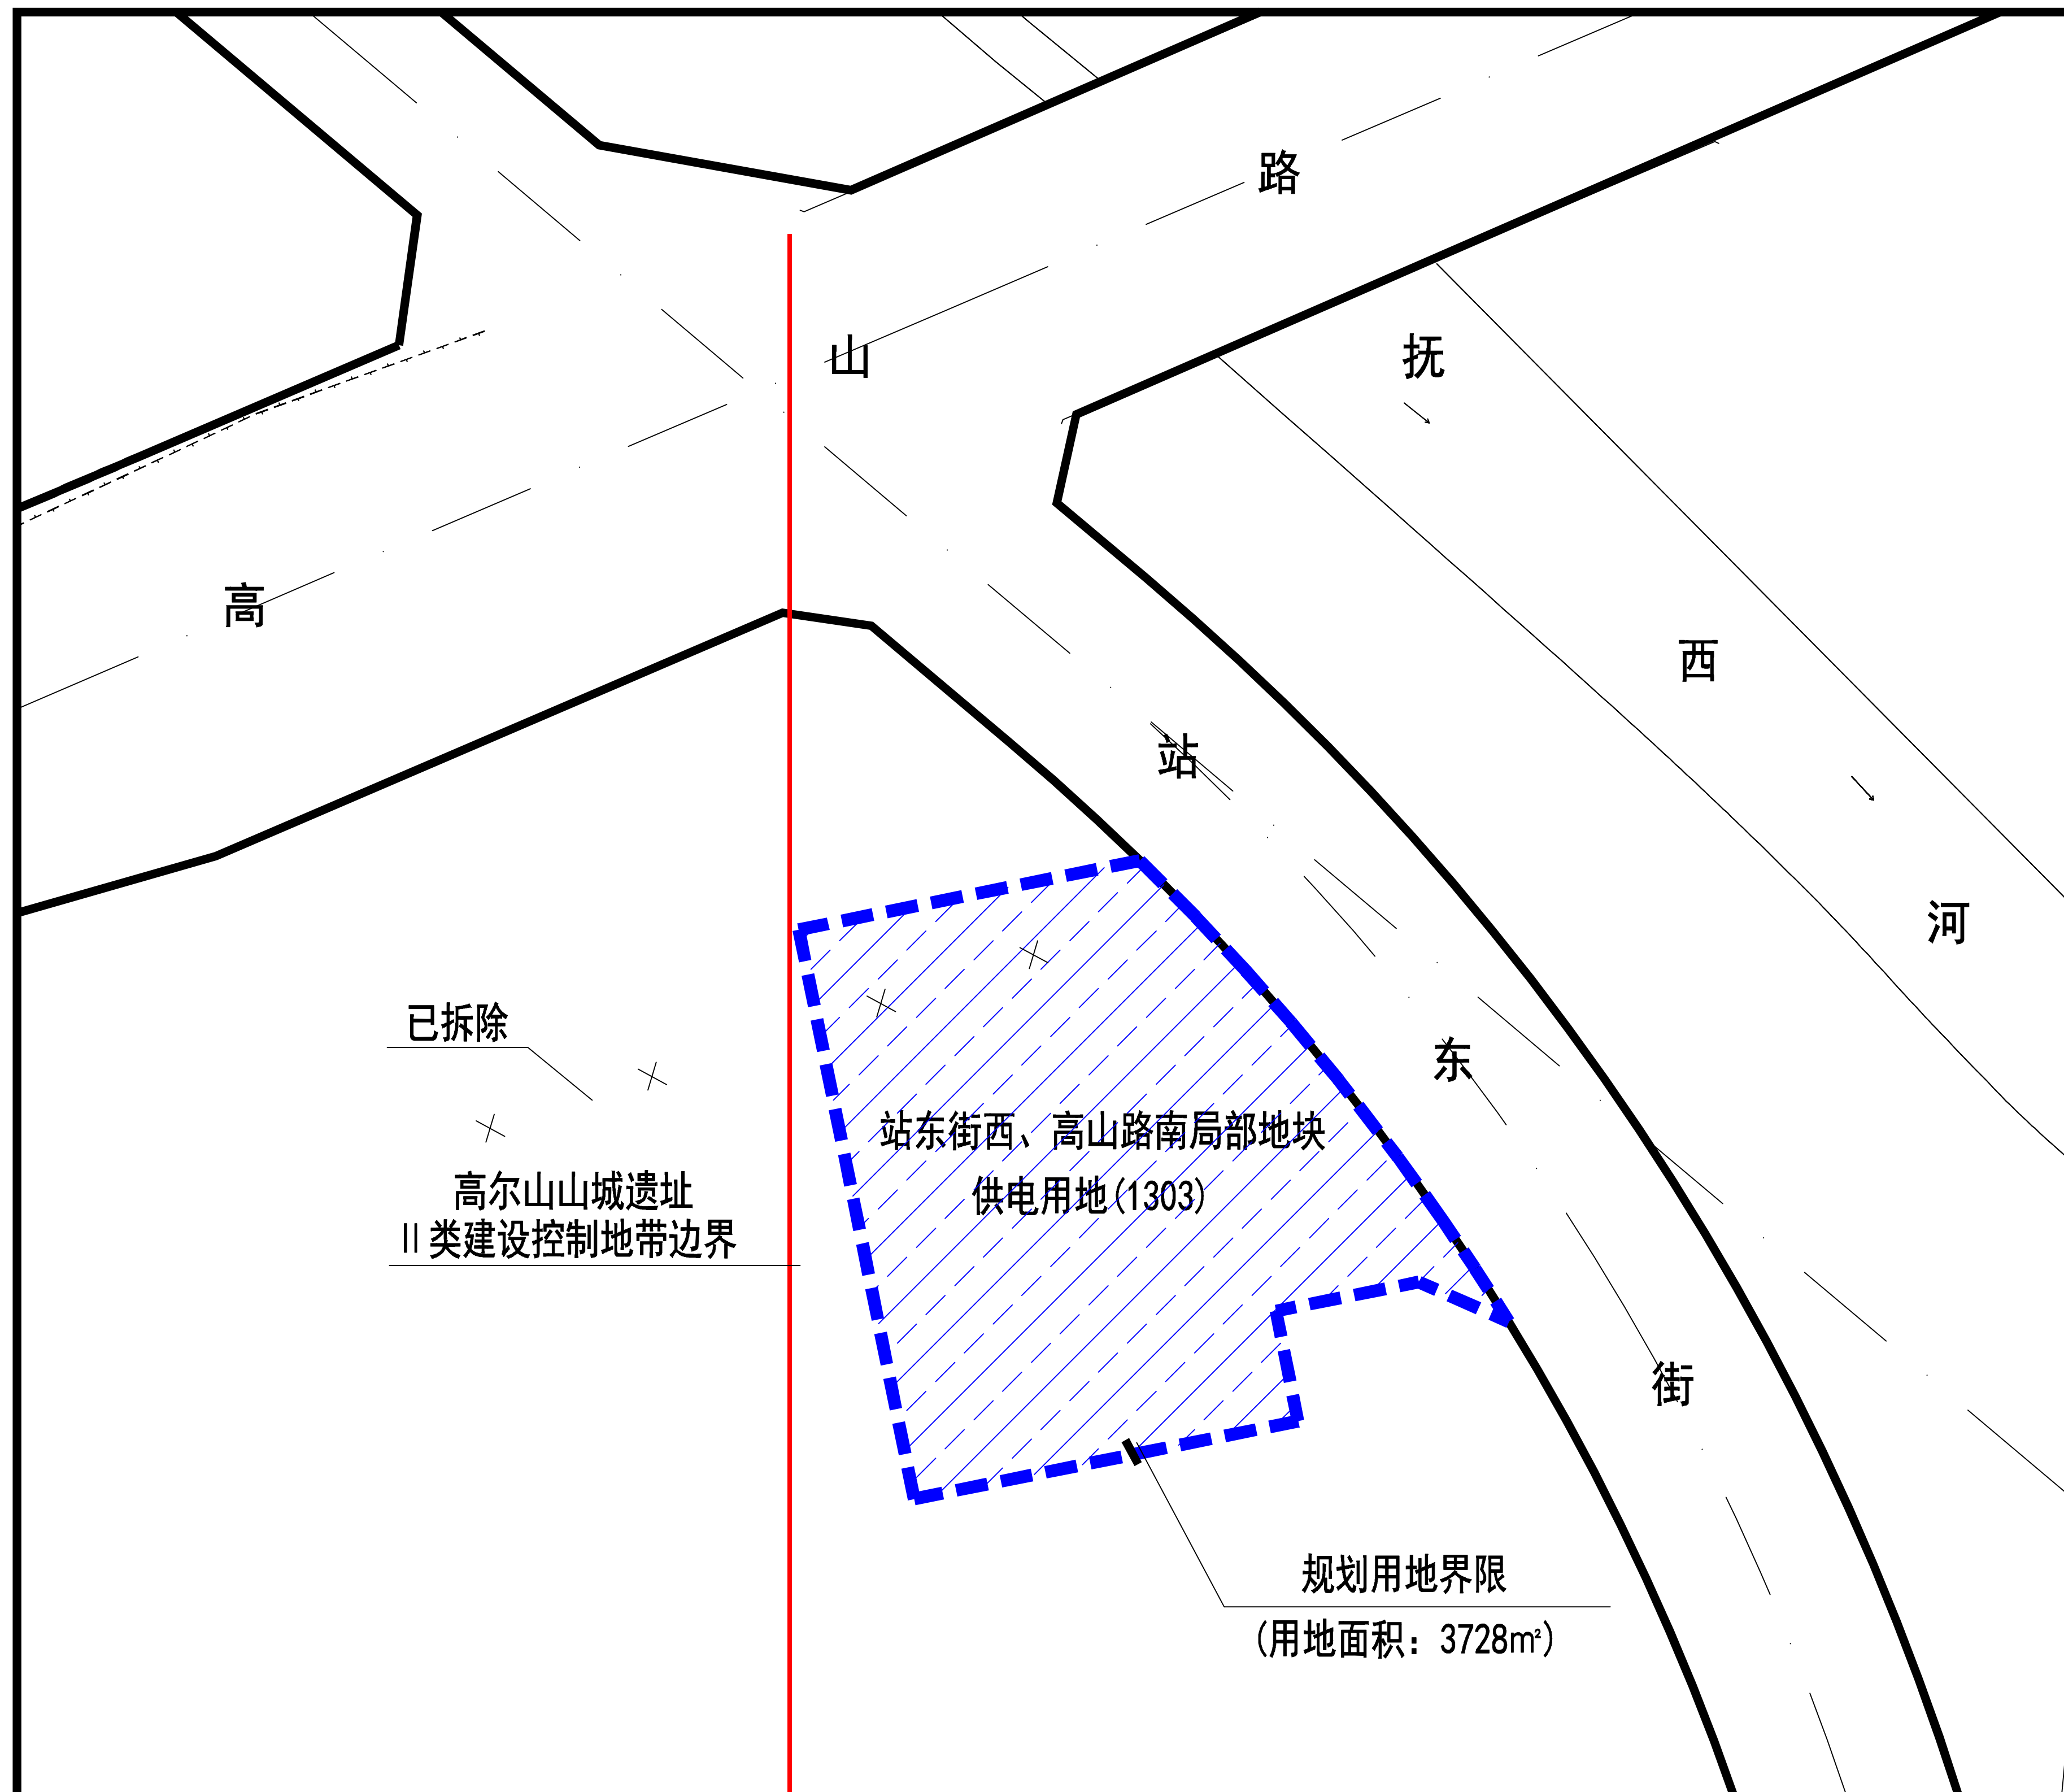 高山路
抚西河
站东街
已拆除
高尔山山城遗址
Ⅱ类建设控制地带边界
站东街西、高山路南局部地块
供电用地(1303)
规划用地界限
(用地面积：3728㎡)